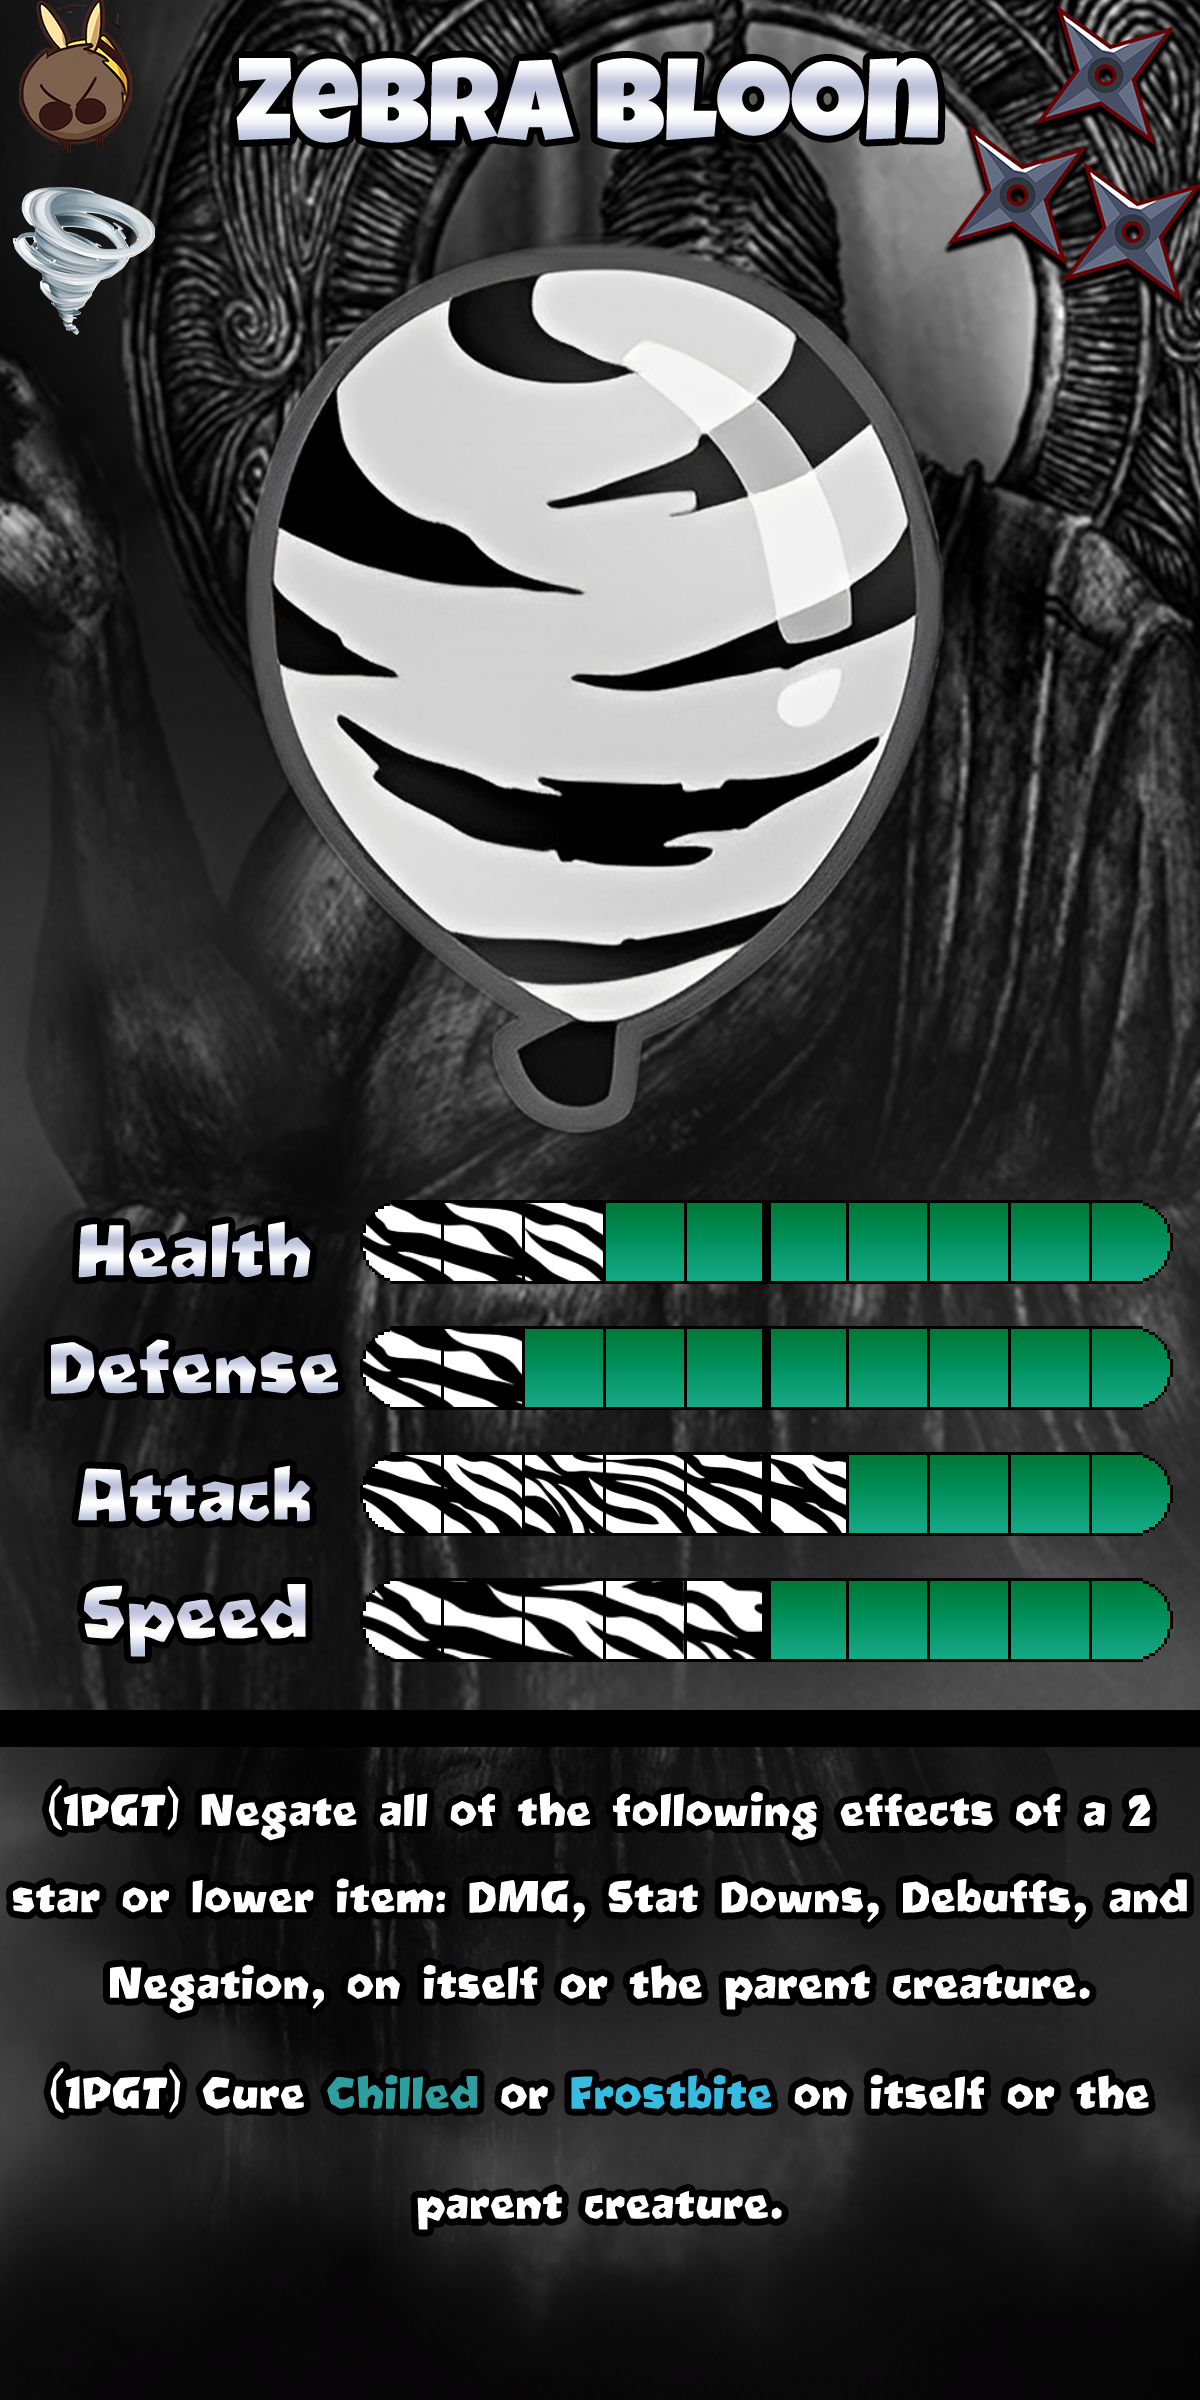 ZeBRA BLOON
Health
Defense
Attack
Speed
(1PGT) Negate all of the following effects of a 2
star or lower item: DMG, Stat Downs, Debuffs, and
Negation, on itself or the parent creature.
(1PGT) Cure Chilled or Frostbite on itself or the
parent creature.